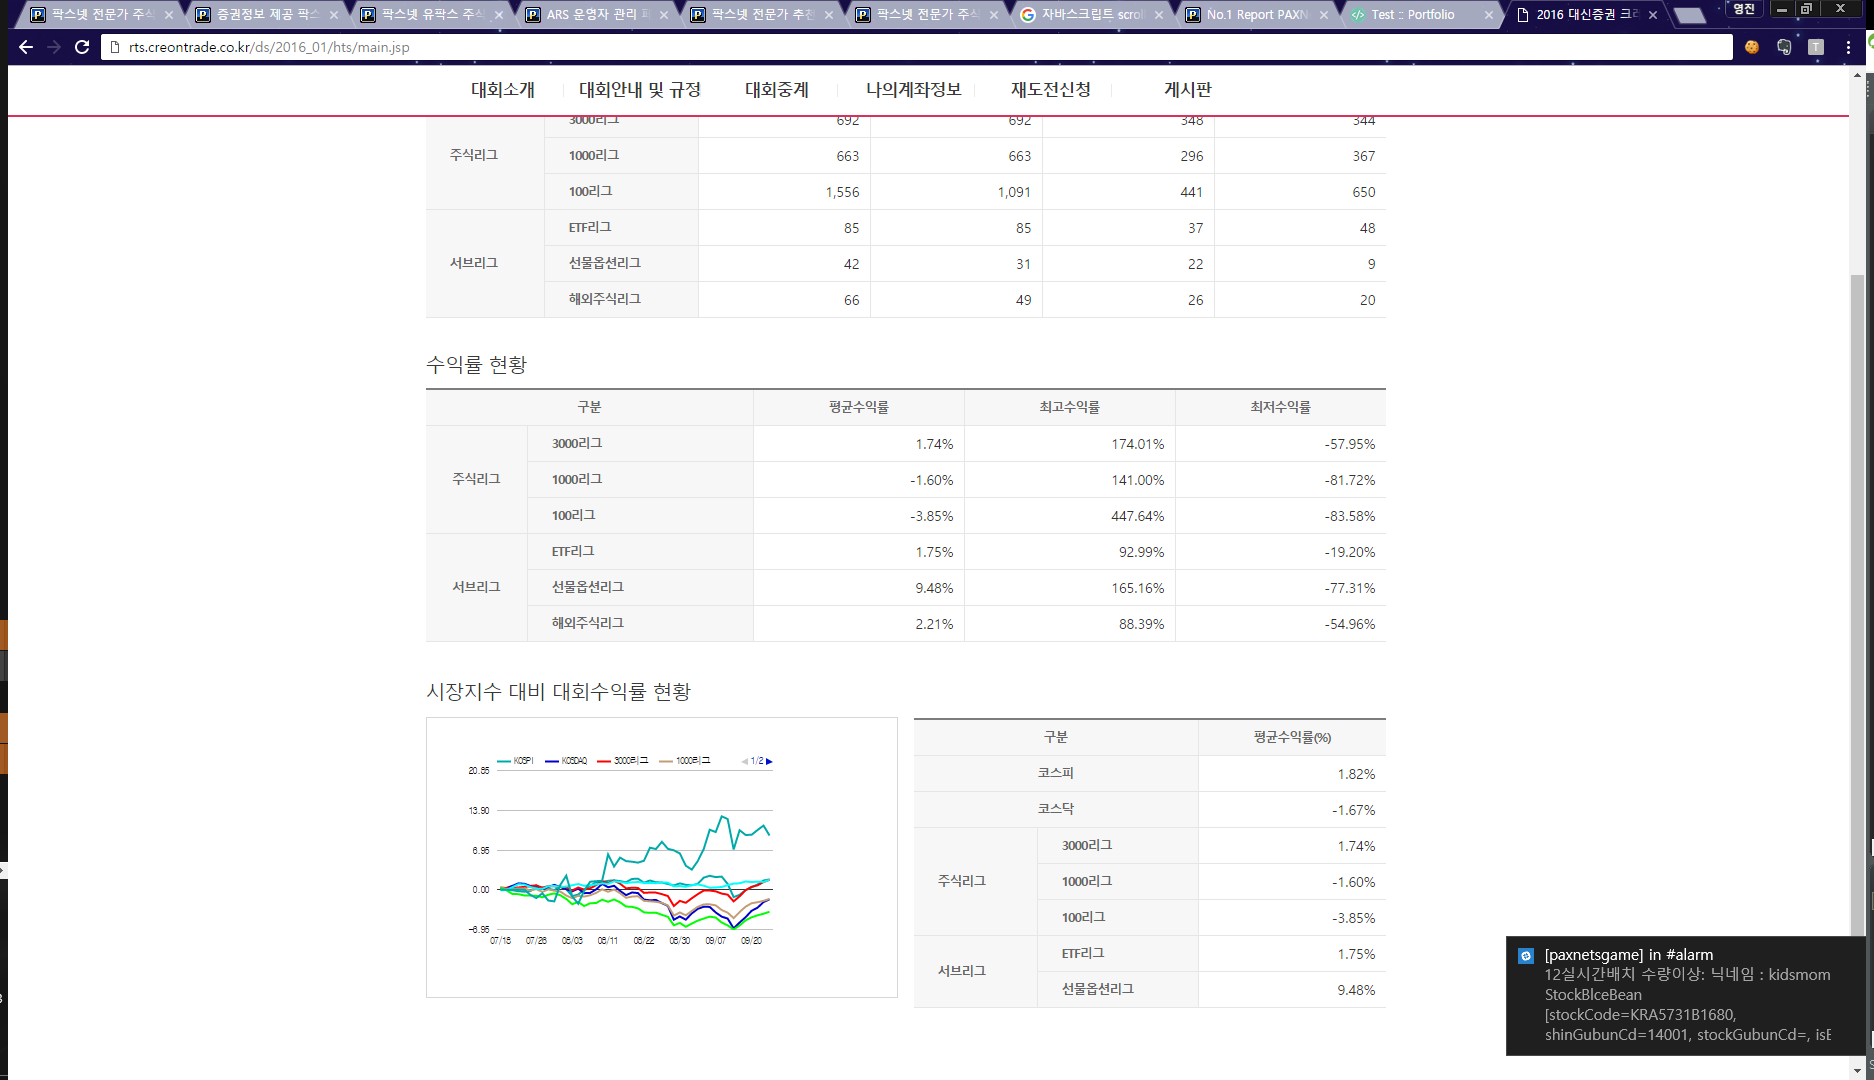 팍스넷 전문가 주식 증권정보 제공 팍스 팍스넷 유팍스 주식 ARS 운영자 관리 페 팍스넷 전문가 추천 팍스넷 전문가 주식 자바스크립트 scroll No.1 Report PAXN Test :: Portfolio 2016 대신증권 크레 영진
rts.creontrade.co.kr/ds/2016_01/hts/main.jsp
대회소개 대회안내 및 규정 대회중계 나의계좌정보 재도전신청 게시판
3000리그 692 692 348 344
주식리그 1000리그 663 663 296 367
100리그 1,556 1,091 441 650
ETF리그 85 85 37 48
서브리그 선물옵션리그 42 31 22 9
해외주식리그 66 49 26 20
수익률 현황
구분 평균수익률 최고수익률 최저수익률
3000리그 1.74% 174.01% -57.95%
주식리그 1000리그 -1.60% 141.00% -81.72%
100리그 -3.85% 447.64% -83.58%
ETF리그 1.75% 92.99% -19.20%
서브리그 선물옵션리그 9.48% 165.16% -77.31%
해외주식리그 2.21% 88.39% -54.96%
시장지수 대비 대회수익률 현황
KOSPI KOSDAQ 3000리그 1000리그 1/2
20.85
13.90
6.95
0.00
-6.95
07/18 07/26 08/03 08/11 08/22 08/30 09/07 09/20
구분 평균수익률(%)
코스피 1.82%
코스닥 -1.67%
3000리그 1.74%
주식리그 1000리그 -1.60%
100리그 -3.85%
ETF리그 1.75%
서브리그
선물옵션리그 9.48%
[paxnetsgame] in #alarm
12실시간배치 수량이상: 닉네임 : kidsmom
StockBlceBean
[stockCode=KRA5731B1680,
shinGubunCd=14001, stockGubunCd=, isE